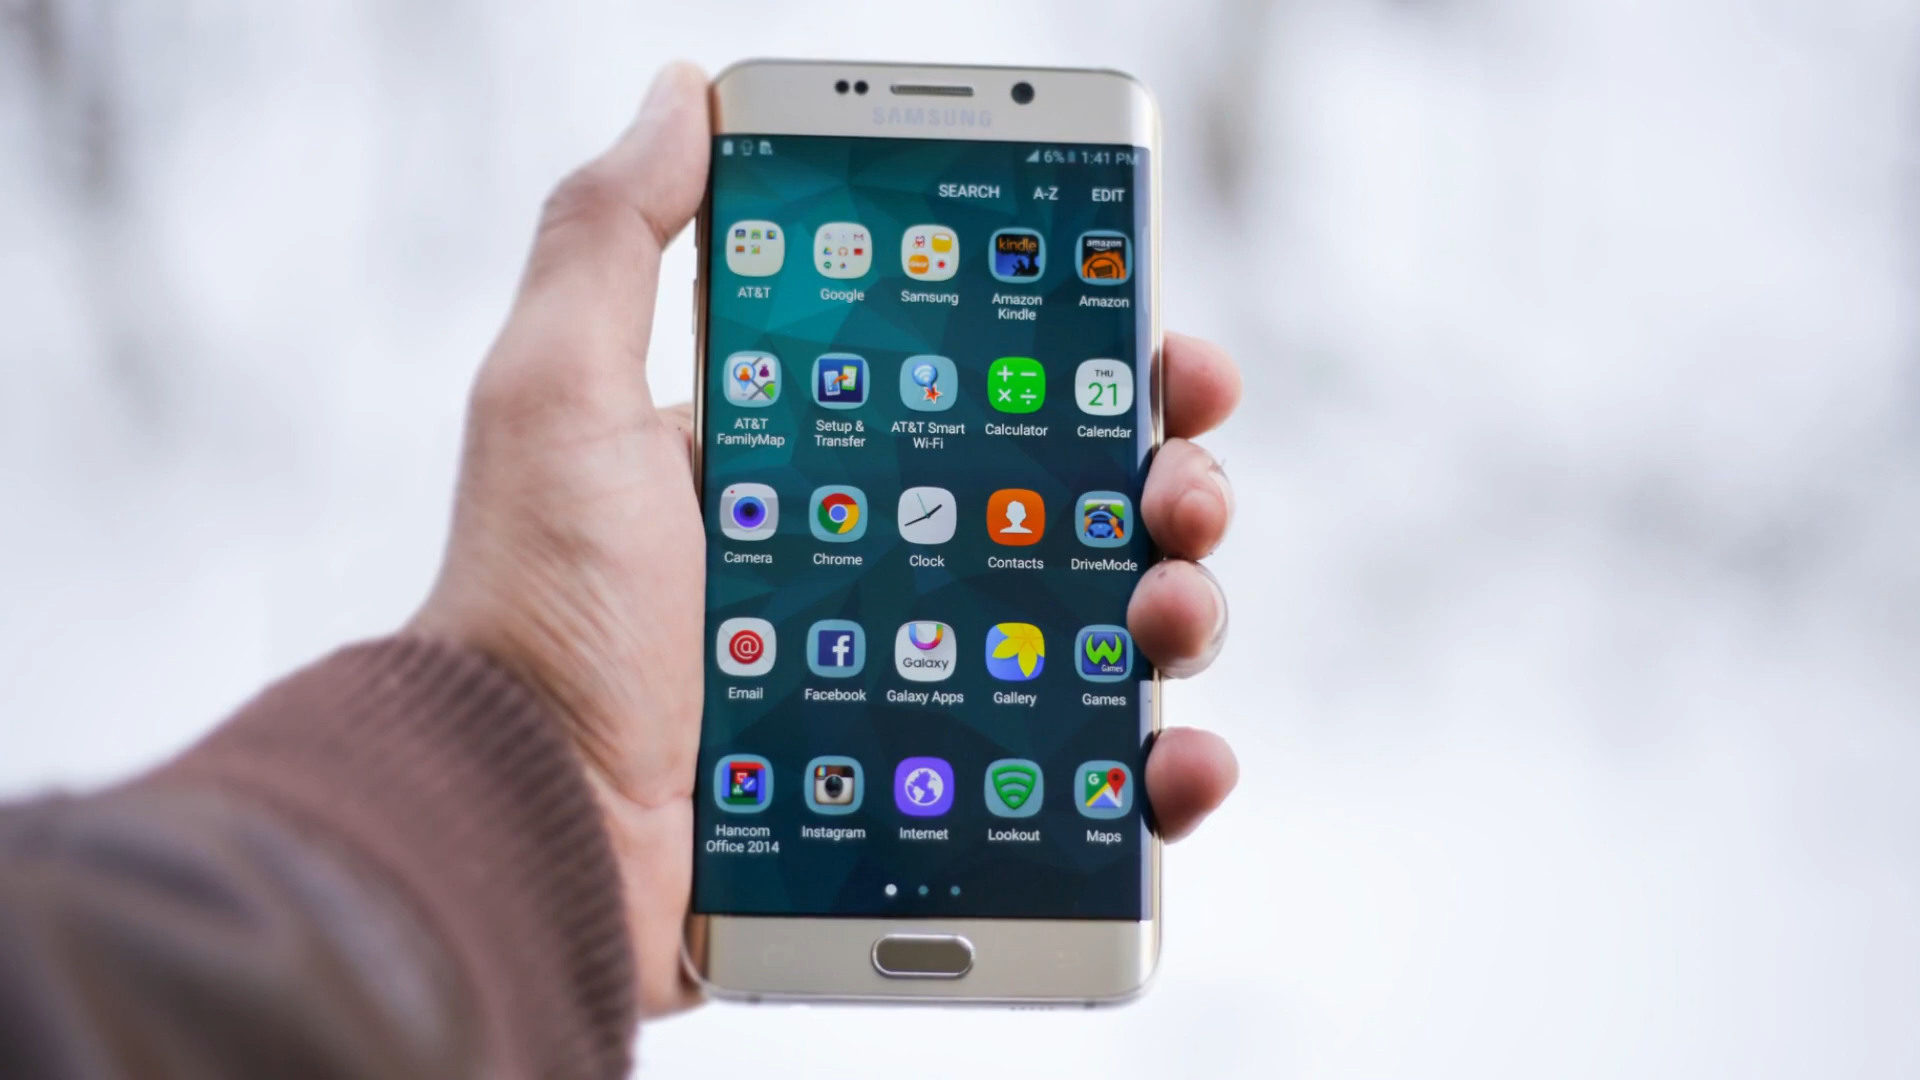 SAMSUNG
6% 1:41 PM
SEARCH A-Z EDIT
kindle amazon
AT&T Google Samsung Amazon Amazon
Kindle
THU
21
AT&T Setup & AT&T Smart Calculator Calendar
FamilyMap Transfer Wi-Fi
Camera Chrome Clock Contacts DriveMode
Galaxy Games
Email Facebook Galaxy Apps Gallery Games
G
Hancom Instagram Internet Lookout Maps
Office 2014